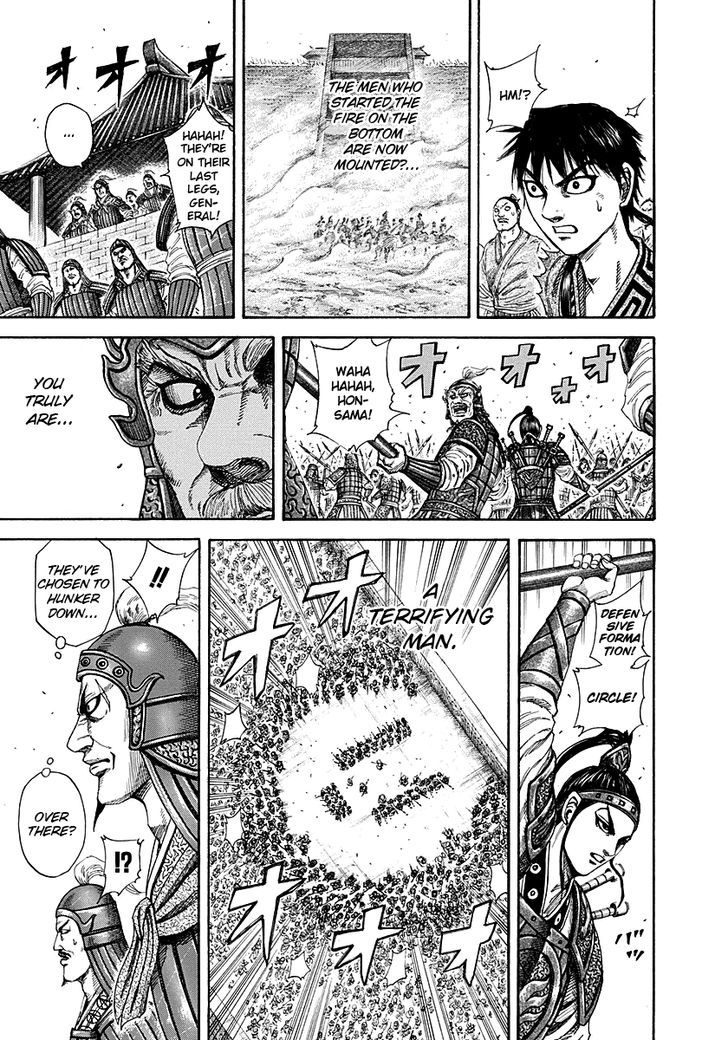 HM!?
THE MEN WHO
STARTED THE
FIRE ON THE
BOTTOM
ARE NOW
MOUNTED?...
オオオオ
HAHAH!
THEY'RE
ON THEIR
LAST
LEGS,
GEN-
ERAL!
...
オオオ
WAHA
HAHAH,
HON-
SAMA!
YOU
TRULY
ARE...
DEFEN
SIVE
FORMA
TION!
CIRCLE!
バッ
A
TERRIFYING
MAN.
オオオオオ
!!
THEY'VE
CHOSEN TO
HUNKER
DOWN...
OVER
THERE?
!?